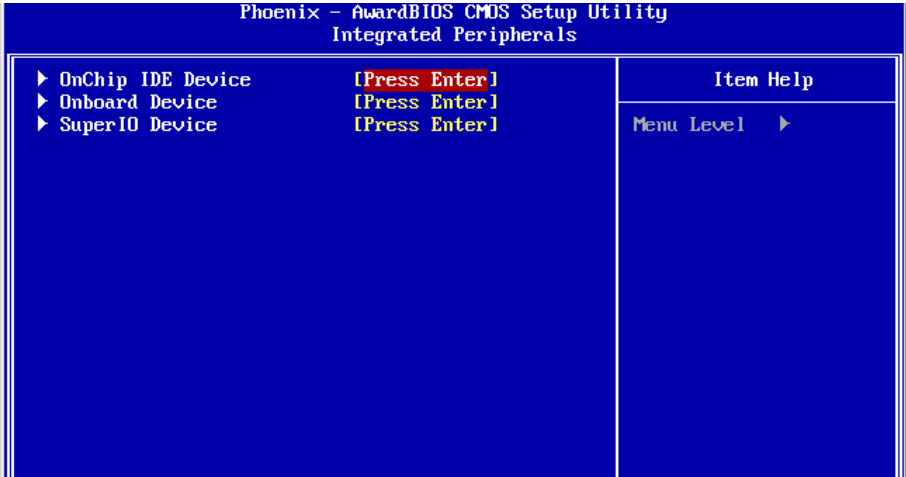 Phoenix - AwardBIOS CMOS Setup Utility
Integrated Peripherals
OnChip IDE Device [Press Enter]
Onboard Device [Press Enter]
SuperIO Device [Press Enter]
Item Help
Menu Level